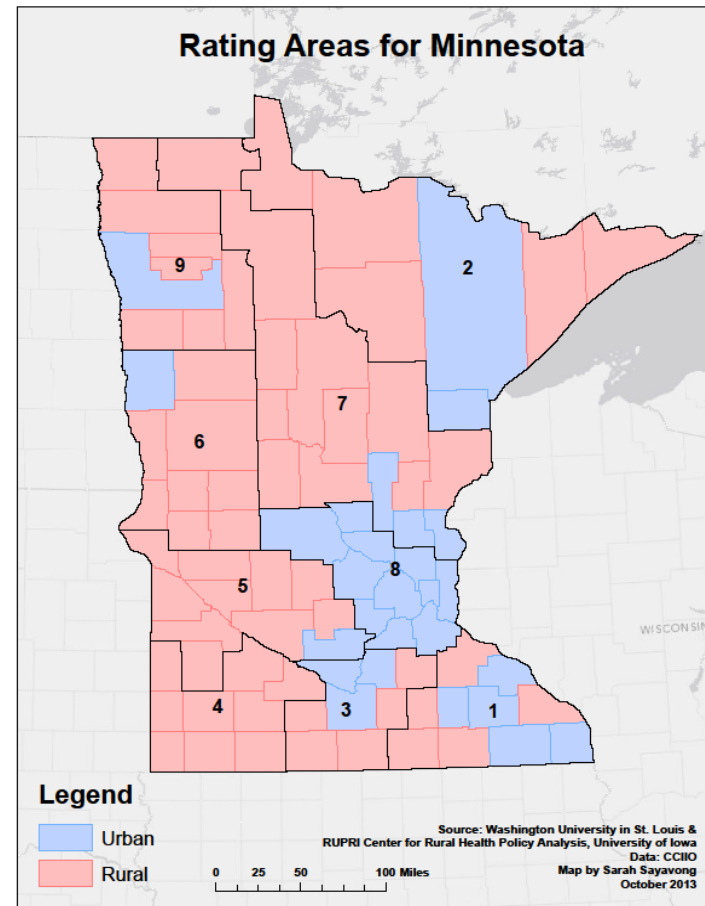 Rating Areas for Minnesota
2
9
7
6
8
5
WISCONSIN
4
3
1
Legend
Urban
Rural
0 25 50 100 Miles
Source: Washington University in St. Louis &
RUPRI Center for Rural Health Policy Analysis, University of Iowa
Data: CCIIO
Map by Sarah Sayavong
October 2013